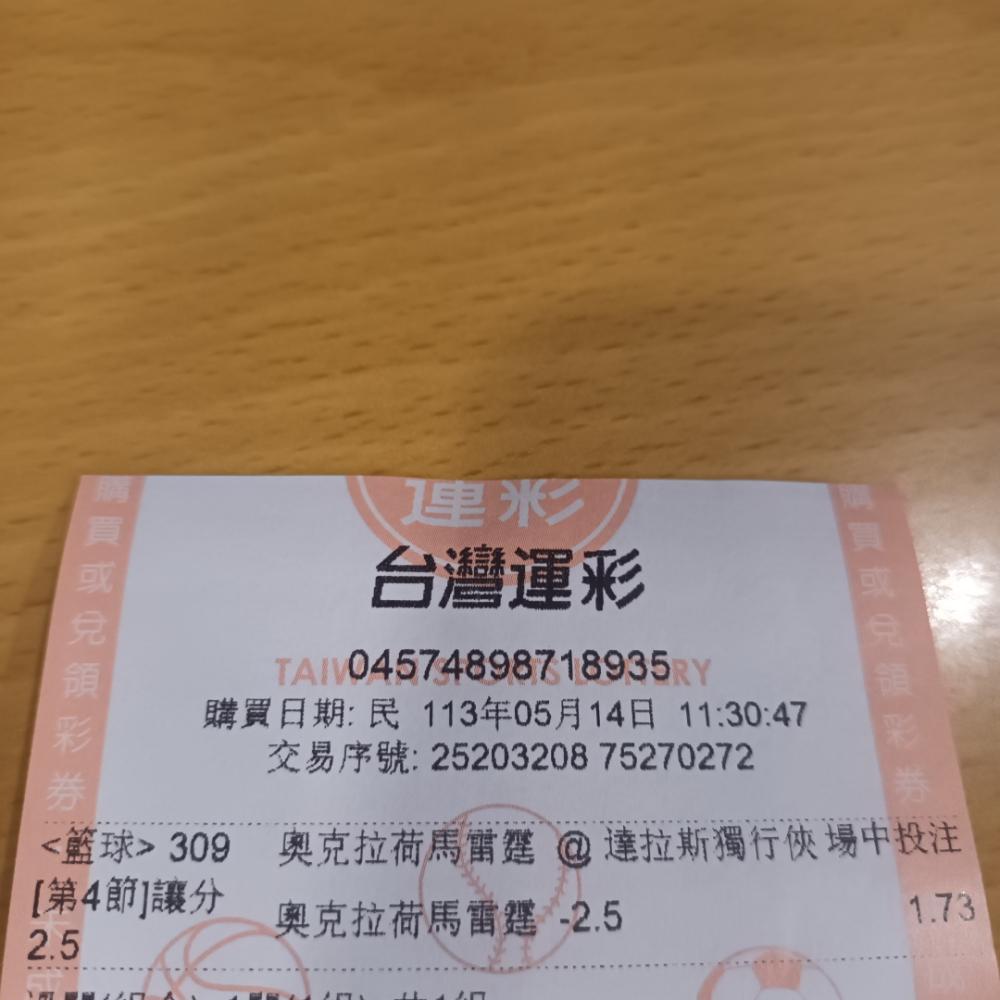 運彩
台灣運彩
TAIWAN SPORTS LOTTERY
04574898718935
購買日期: 民 113年05月14日 11:30:47
交易序號: 25203208 75270272
<籃球> 309 奧克拉荷馬雷霆 @ 達拉斯獨行俠 場中投注
[第4節]讓分 奧克拉荷馬雷霆 -2.5 1.73
2.5
購買或兌領彩券
購買或兌領彩券